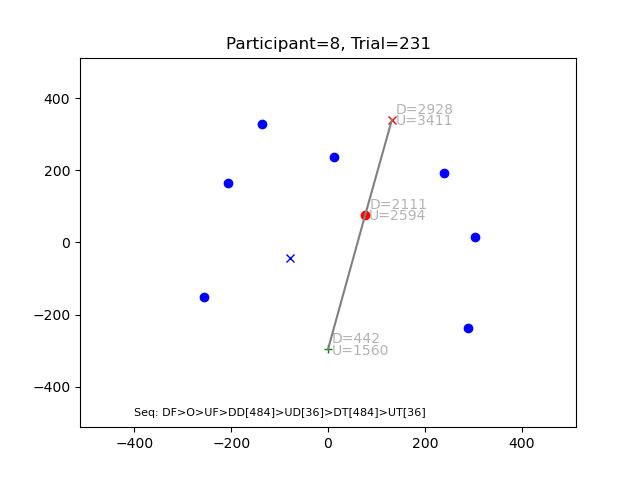 Participant=8, Trial=231
400
200
0
−200
−400
D=2928
U=3411
D=2111
U=2594
D=442
U=1560
Seq: DF>O>UF>DD[484]>UD[36]>DT[484]>UT[36]
−400 −200 0 200 400